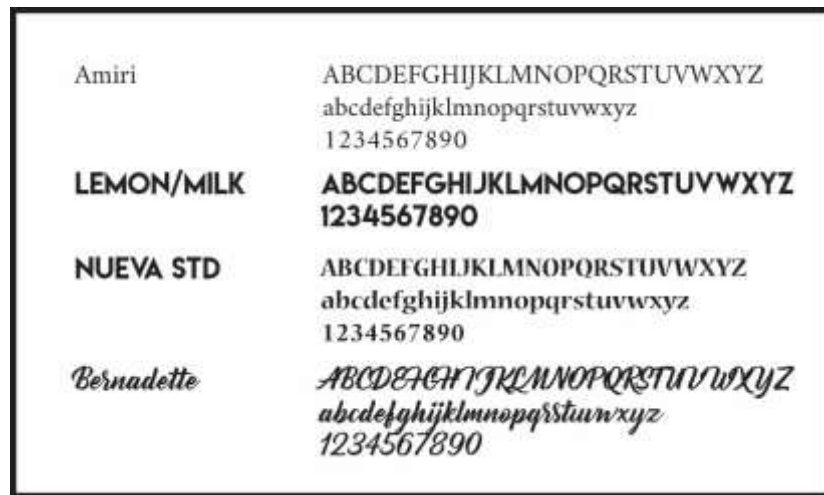 Amiri ABCDEFGHIJKLMNOPQRSTUVWXYZ
abcdefghijklmnopqrstuvwxyz
1234567890
LEMON/MILK ABCDEFGHIJKLMNOPQRSTUVWXYZ
1234567890
NUEVA STD ABCDEFGHIJKLMNOPQRSTUVWXYZ
abcdefghijklmnopqrstuvwxyz
1234567890
Bernadette ABCDEFGHIJKLMNOPQRSTUVWXYZ
abcdefghijklmnopqrstuvwxyz
1234567890